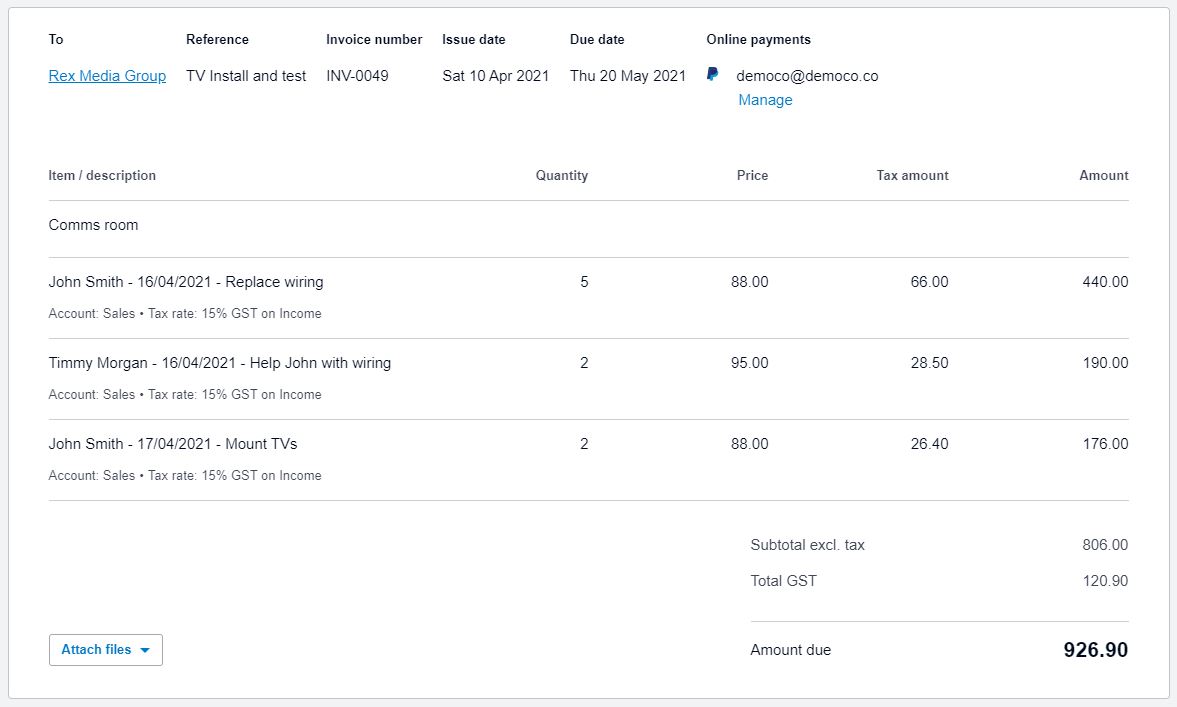 To Reference Invoice number Issue date Due date Online payments
Rex Media Group TV Install and test INV-0049 Sat 10 Apr 2021 Thu 20 May 2021 democo@democo.co
Manage
Item / description Quantity Price Tax amount Amount
Comms room
John Smith - 16/04/2021 - Replace wiring 5 88.00 66.00 440.00
Account: Sales • Tax rate: 15% GST on Income
Timmy Morgan - 16/04/2021 - Help John with wiring 2 95.00 28.50 190.00
Account: Sales • Tax rate: 15% GST on Income
John Smith - 17/04/2021 - Mount TVs 2 88.00 26.40 176.00
Account: Sales • Tax rate: 15% GST on Income
Subtotal excl. tax 806.00
Total GST 120.90
Attach files Amount due 926.90